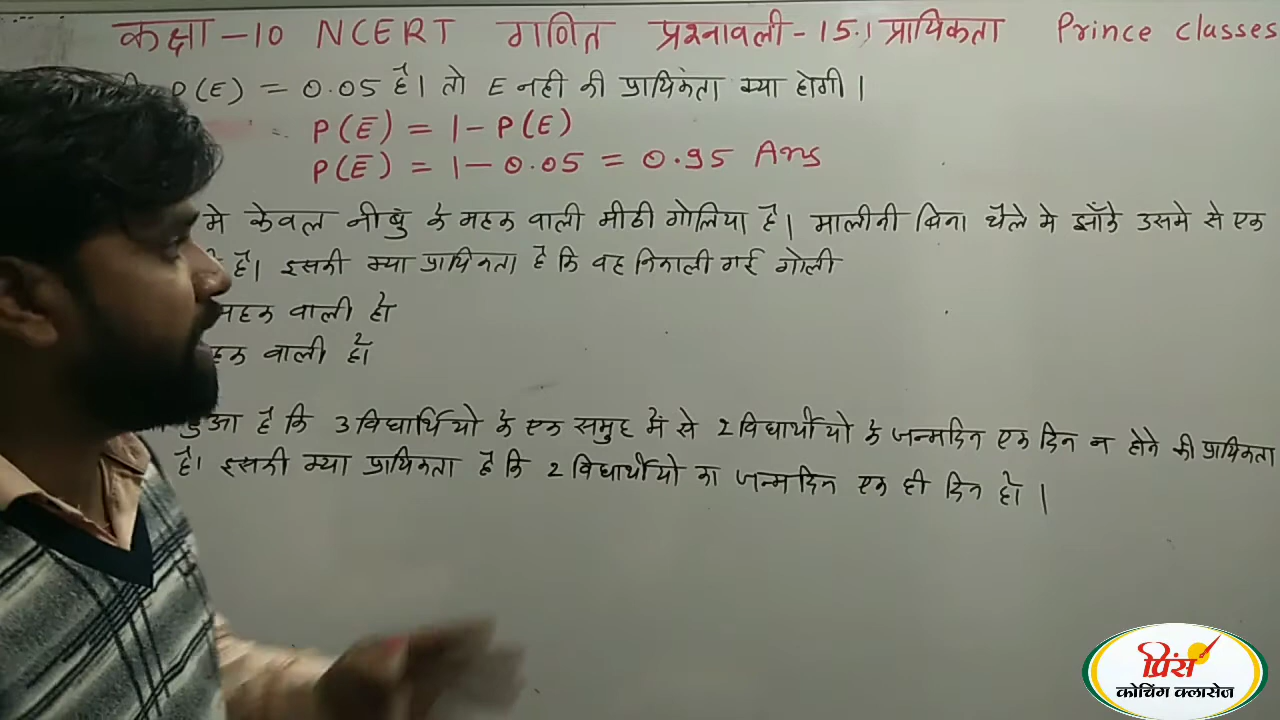 कक्षा -10 NCERT गणित प्रश्नावली - 15.1 प्रायिकता Prince classes
P(E) = 0.05 है। तो E नही की प्रायिकता क्या होगी।
P(E) = 1 - P(E)
P(E) = 1 - 0.05 = 0.95 Ans
मे केवल नीबु के महक वाली मीठी गोलिया है। मालीनी बिना थैले मे झाँके उसमे से एक
है। इसकी क्या प्रायिकता है कि वह निकाली गई गोली
महक वाली हो
वाली हो
हुआ है कि 3 विद्यार्थियो के एक समुह में से 2 विद्यार्थीयो के जन्मदिन एक दिन न होने की प्रायिकता
है। इसकी क्या प्रायिकता है कि 2 विद्यार्थीयो का जन्मदिन एक ही दिन हो।
प्रिंस
कोचिंग क्लासेज